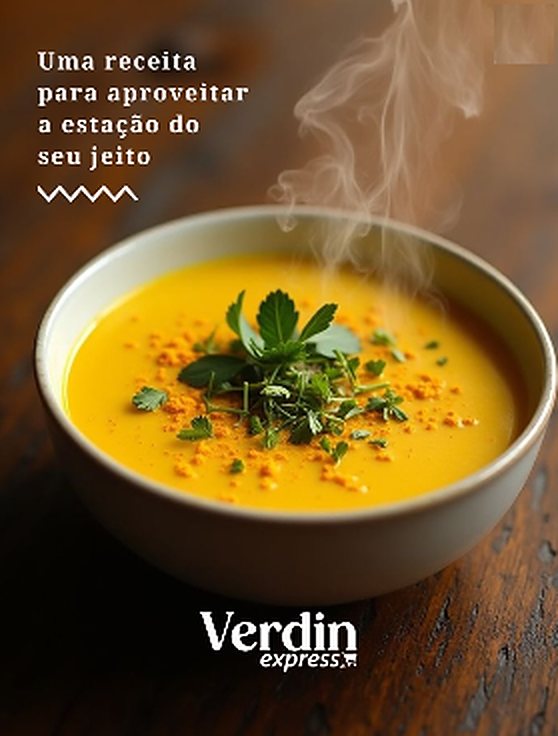 Uma receita
para aproveitar
a estação do
seu jeito
Verdin
express